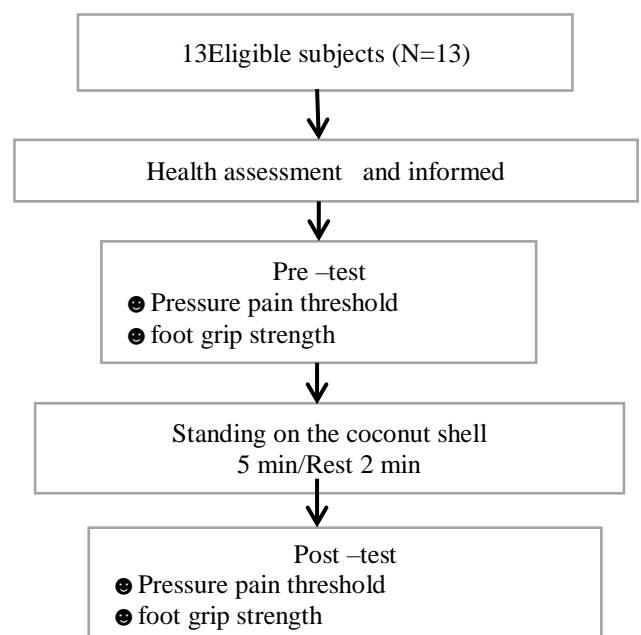 13Eligible subjects (N=13)
Health assessment and informed
Pre –test
☻Pressure pain threshold
☻foot grip strength
Standing on the coconut shell
5 min/Rest 2 min
Post –test
☻Pressure pain threshold
☻foot grip strength